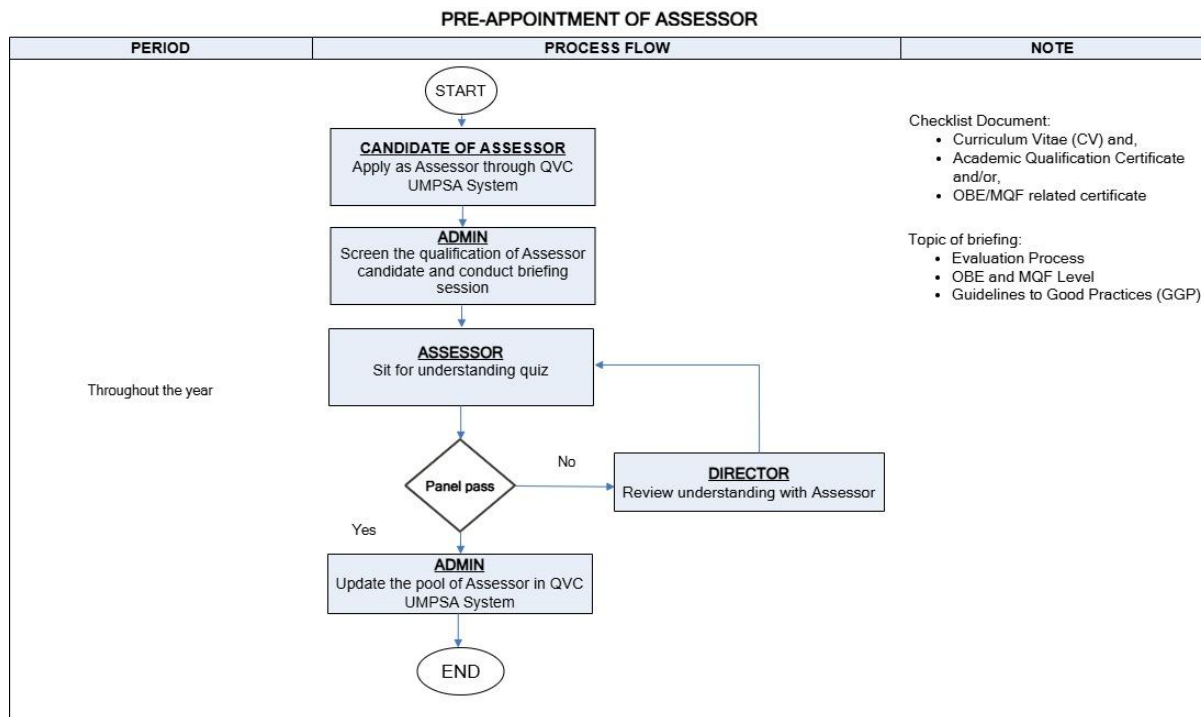 PRE-APPOINTMENT OF ASSESSOR
PERIOD
PROCESS FLOW
NOTE
START
CANDIDATE OF ASSESSOR
Apply as Assessor through QVC
UMPSA System
ADMIN
Screen the qualification of Assessor
candidate and conduct briefing
session
ASSESSOR
Sit for understanding quiz
Throughout the year
Panel pass
No
DIRECTOR
Review understanding with Assessor
Yes
ADMIN
Update the pool of Assessor in QVC
UMPSA System
END
Checklist Document:
• Curriculum Vitae (CV) and,
• Academic Qualification Certificate
and/or,
• OBE/MQF related certificate
Topic of briefing:
• Evaluation Process
• OBE and MQF Level
• Guidelines to Good Practices (GGP)